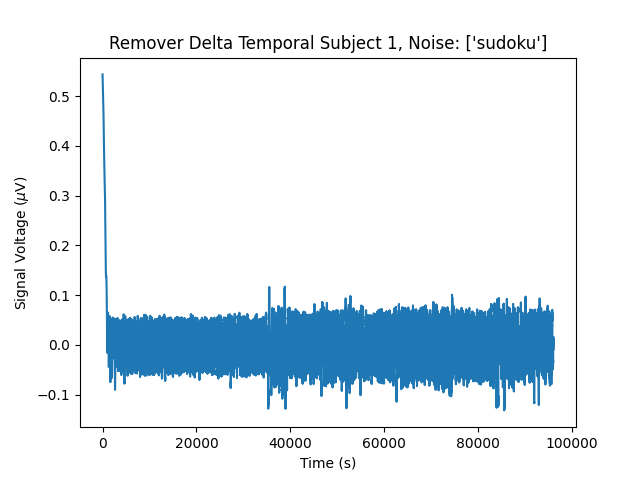 Remover Delta Temporal Subject 1, Noise: ['sudoku']
Signal Voltage (μV)
0.5
0.4
0.3
0.2
0.1
0.0
−0.1
0 20000 40000 60000 80000 100000
Time (s)